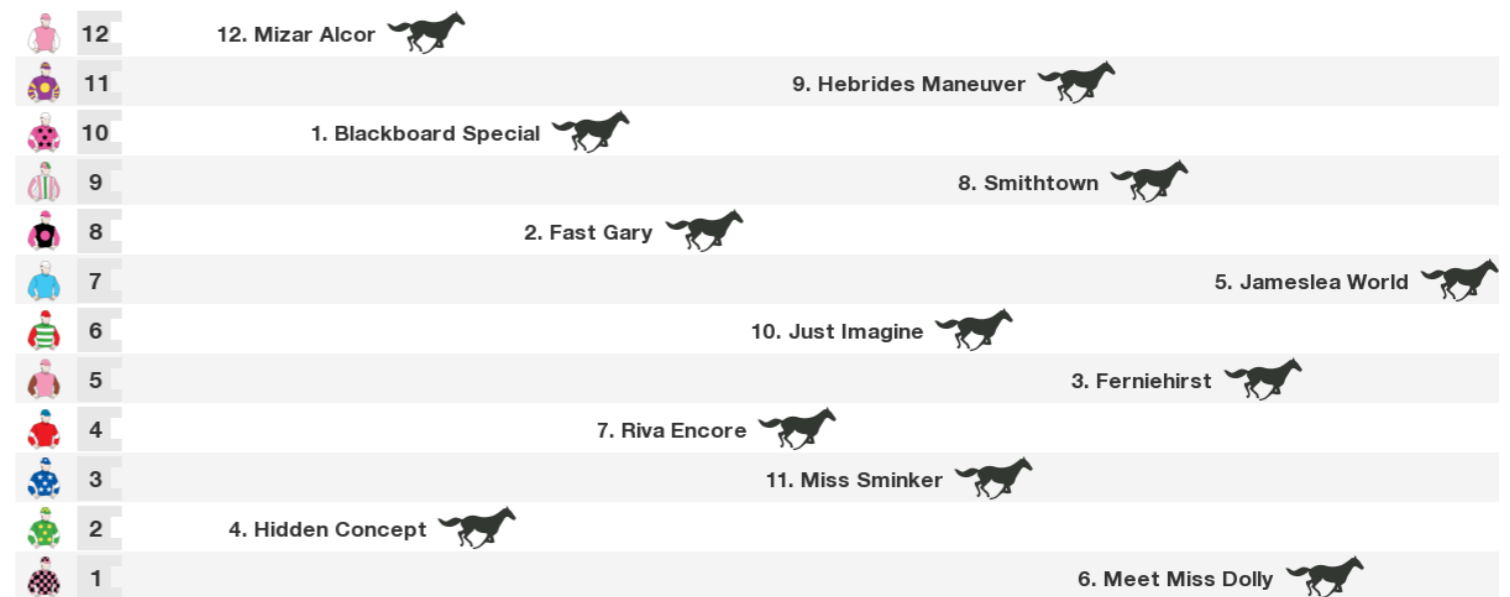 12 12. Mizar Alcor
11 9. Hebrides Maneuver
10 1. Blackboard Special
9 8. Smithtown
8 2. Fast Gary
7 5. Jameslea World
6 10. Just Imagine
5 3. Ferniehirst
4 7. Riva Encore
3 11. Miss Sminker
2 4. Hidden Concept
1 6. Meet Miss Dolly